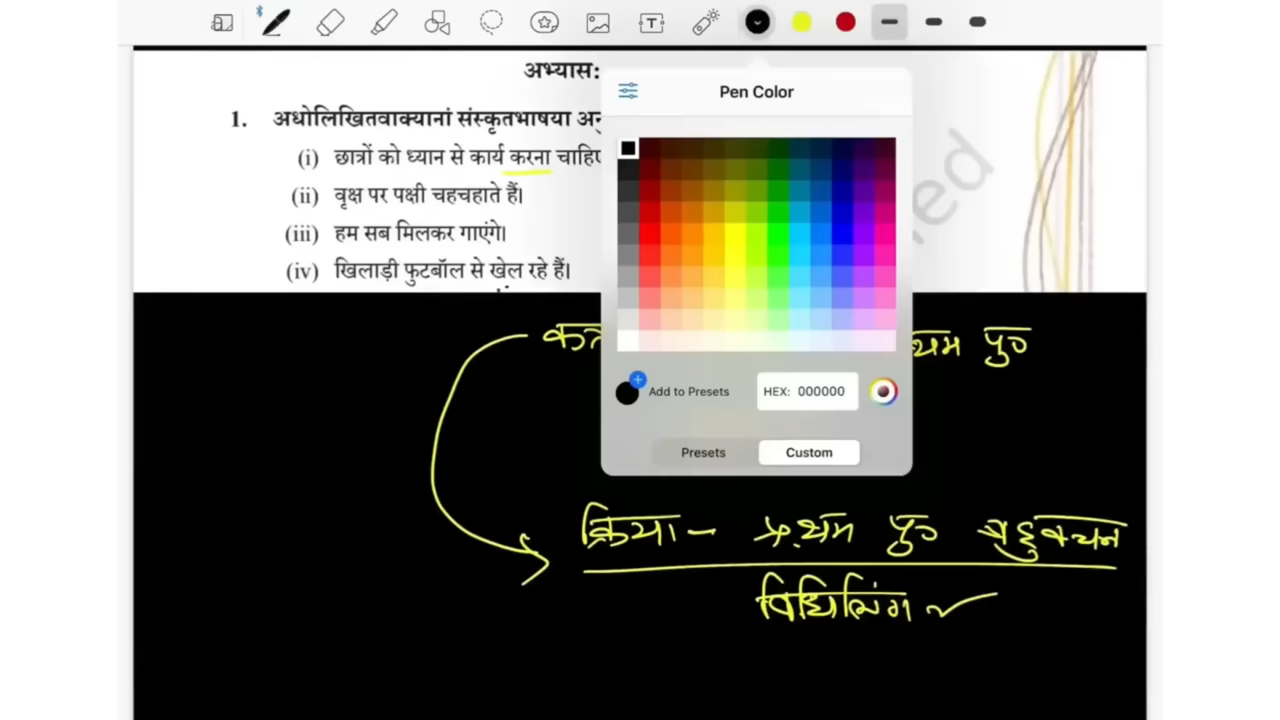 अभ्यास:
Pen Color
1. अधोलिखितवाक्यानां संस्कृतभाषया
(i) छात्रों को ध्यान से कार्य करना
(ii) वृक्ष पर पक्षी चहचहाते हैं।
(iii) हम सब मिलकर गाएंगे।
(iv) खिलाड़ी फुटबॉल से खेल रहे हैं।
पु०
Add to Presets
HEX: 000000
Presets
Custom
क्रिया - प्रथम पु० बहुवचन
विधिलिंग